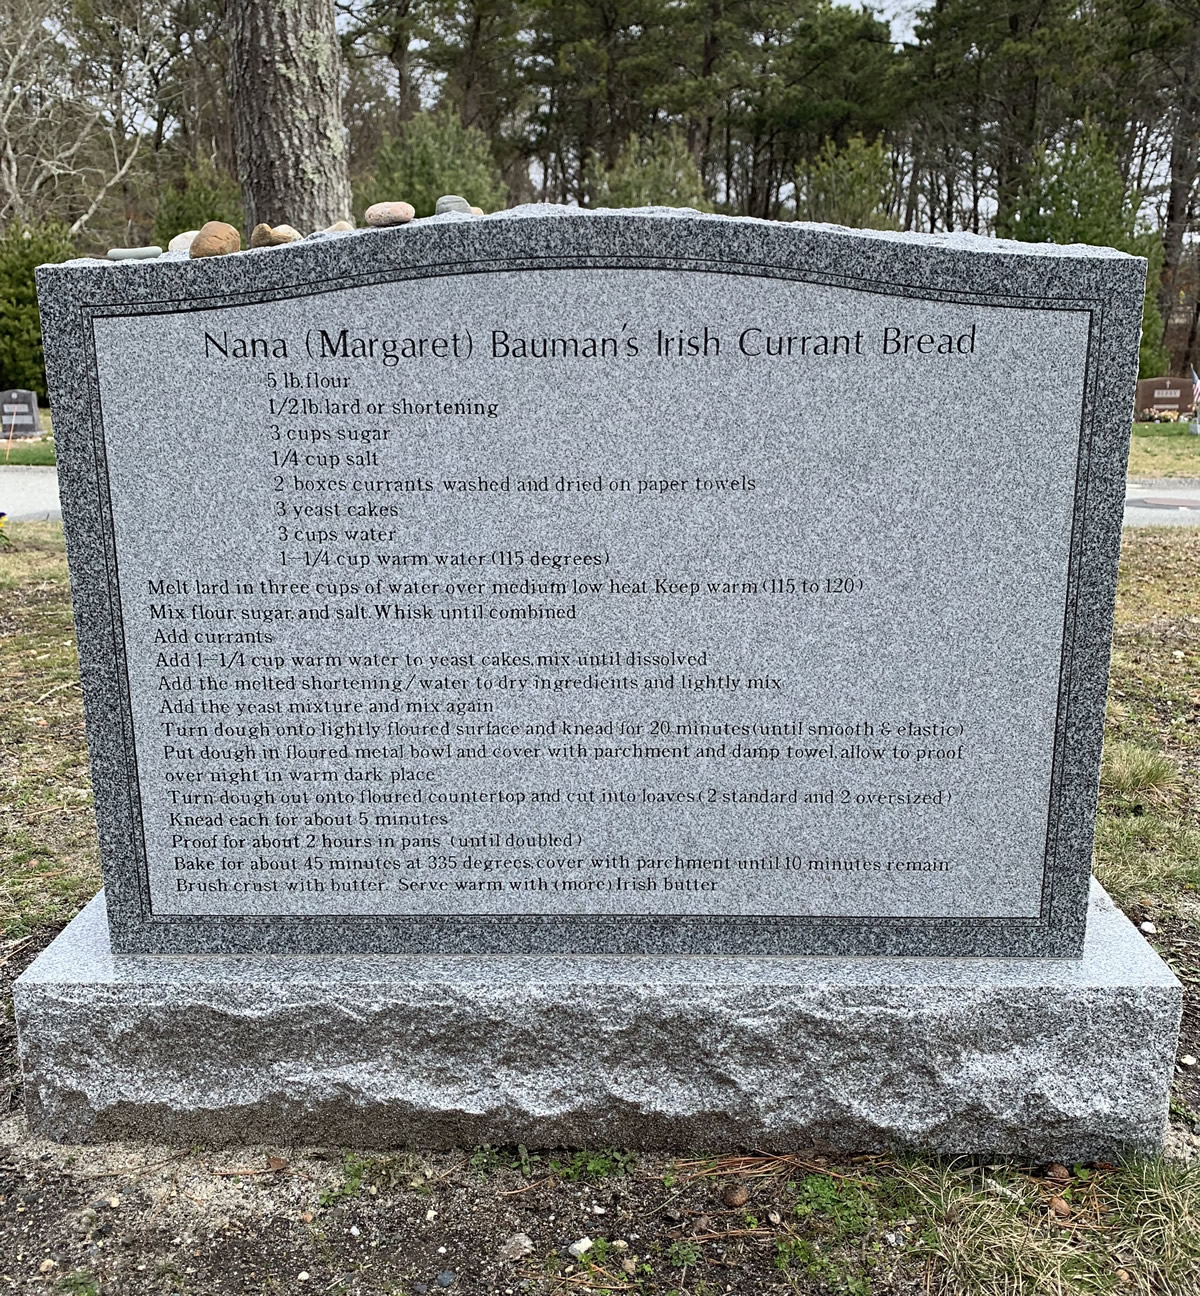 Nana (Margaret) Bauman's Irish Currant Bread
5 lb. flour
1/2 lb. lard or shortening
3 cups sugar
1/4 cup salt
2 boxes currants, washed and dried on paper towels
3 yeast cakes
3 cups water
1-1/4 cup warm water (115 degrees)
Melt lard in three cups of water over medium low heat. Keep warm (115 to 120)
Mix flour, sugar, and salt. Whisk until combined
Add currants
Add 1-1/4 cup warm water to yeast cakes, mix until dissolved
Add the melted shortening/water to dry ingredients and lightly mix
Add the yeast mixture and mix again
Turn dough onto lightly floured surface and knead for 20 minutes (until smooth & elastic)
Put dough in floured metal bowl and cover with parchment and damp towel, allow to proof
over night in warm dark place
Turn dough out onto floured countertop and cut into loaves (2 standard and 2 oversized)
Knead each for about 5 minutes
Proof for about 2 hours in pans (until doubled)
Bake for about 45 minutes at 335 degrees, cover with parchment until 10 minutes remain.
Brush crust with butter. Serve warm with (more) Irish butter